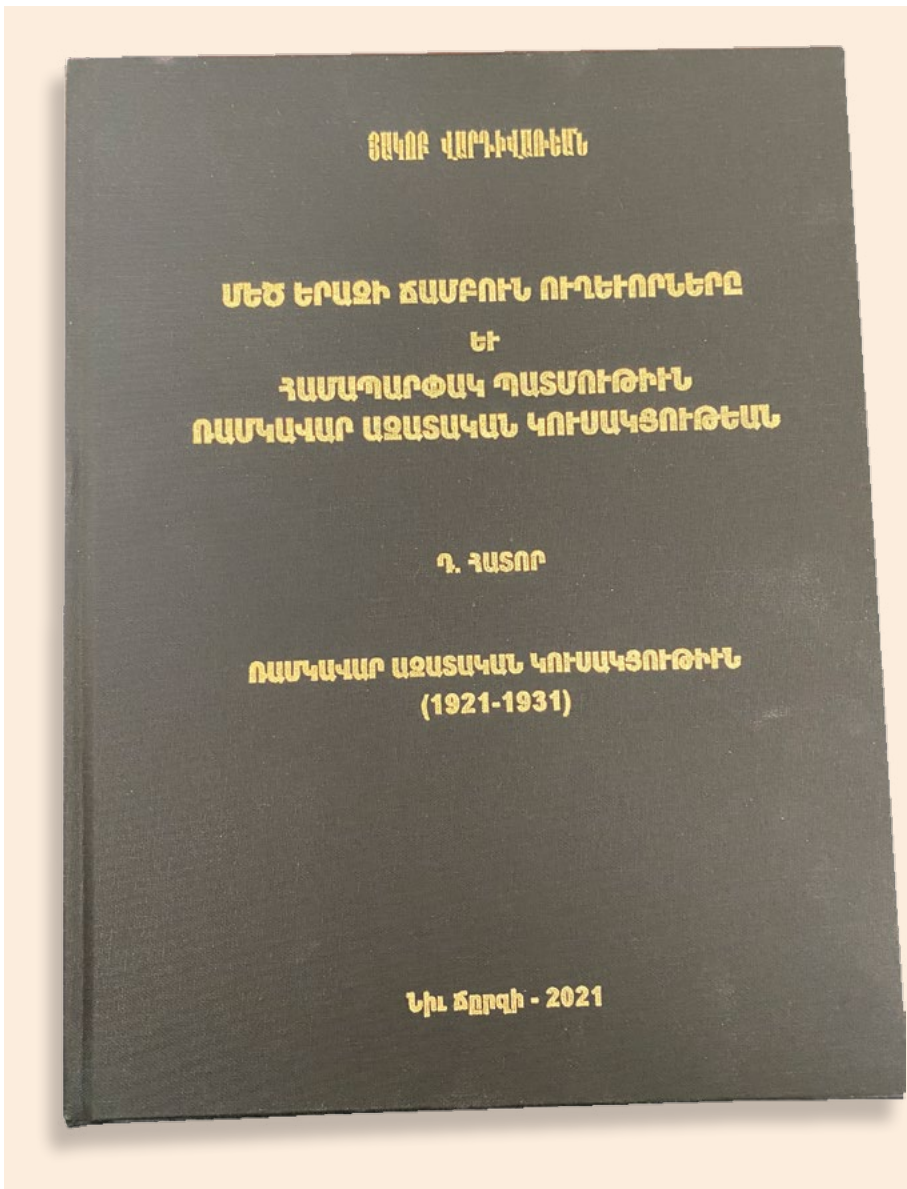 ՅԱԿՈԲ ՎԱՐԴԻՎԱՌԵԱՆ
ՄԵԾ ԵՐԱԶԻ ՃԱՄԲՈՒՆ ՈՒՂԵՒՈՐՆԵՐԸ
ԵՒ
ՀԱՄԱՊԱՐՓԱԿ ՊԱՏՄՈՒԹԻՒՆ
ՌԱՄԿԱՎԱՐ ԱԶԱՏԱԿԱՆ ԿՈՒՍԱԿՑՈՒԹԵԱՆ
Դ. ՀԱՏՈՐ
ՌԱՄԿԱՎԱՐ ԱԶԱՏԱԿԱՆ ԿՈՒՍԱԿՑՈՒԹԻՒՆ
(1921-1931)
Նիւ Ճըրզի - 2021